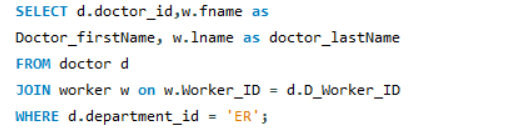 SELECT d.doctor_id,w.fname as
Doctor_firstName, w.lname as doctor_lastName
FROM doctor d
JOIN worker w on w.Worker_ID = d.D_Worker_ID
WHERE d.department_id = 'ER';